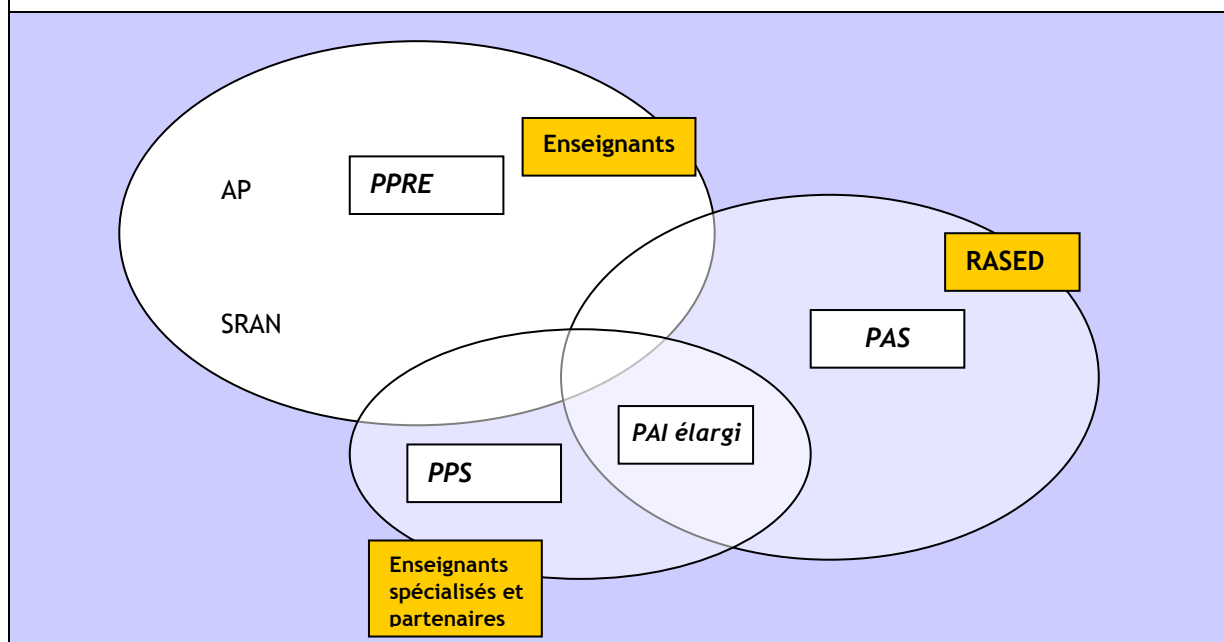 Enseignants
AP
PPRE
RASED
SRAN
PAS
PAI élargi
PPS
Enseignants
spécialisés et
partenaires